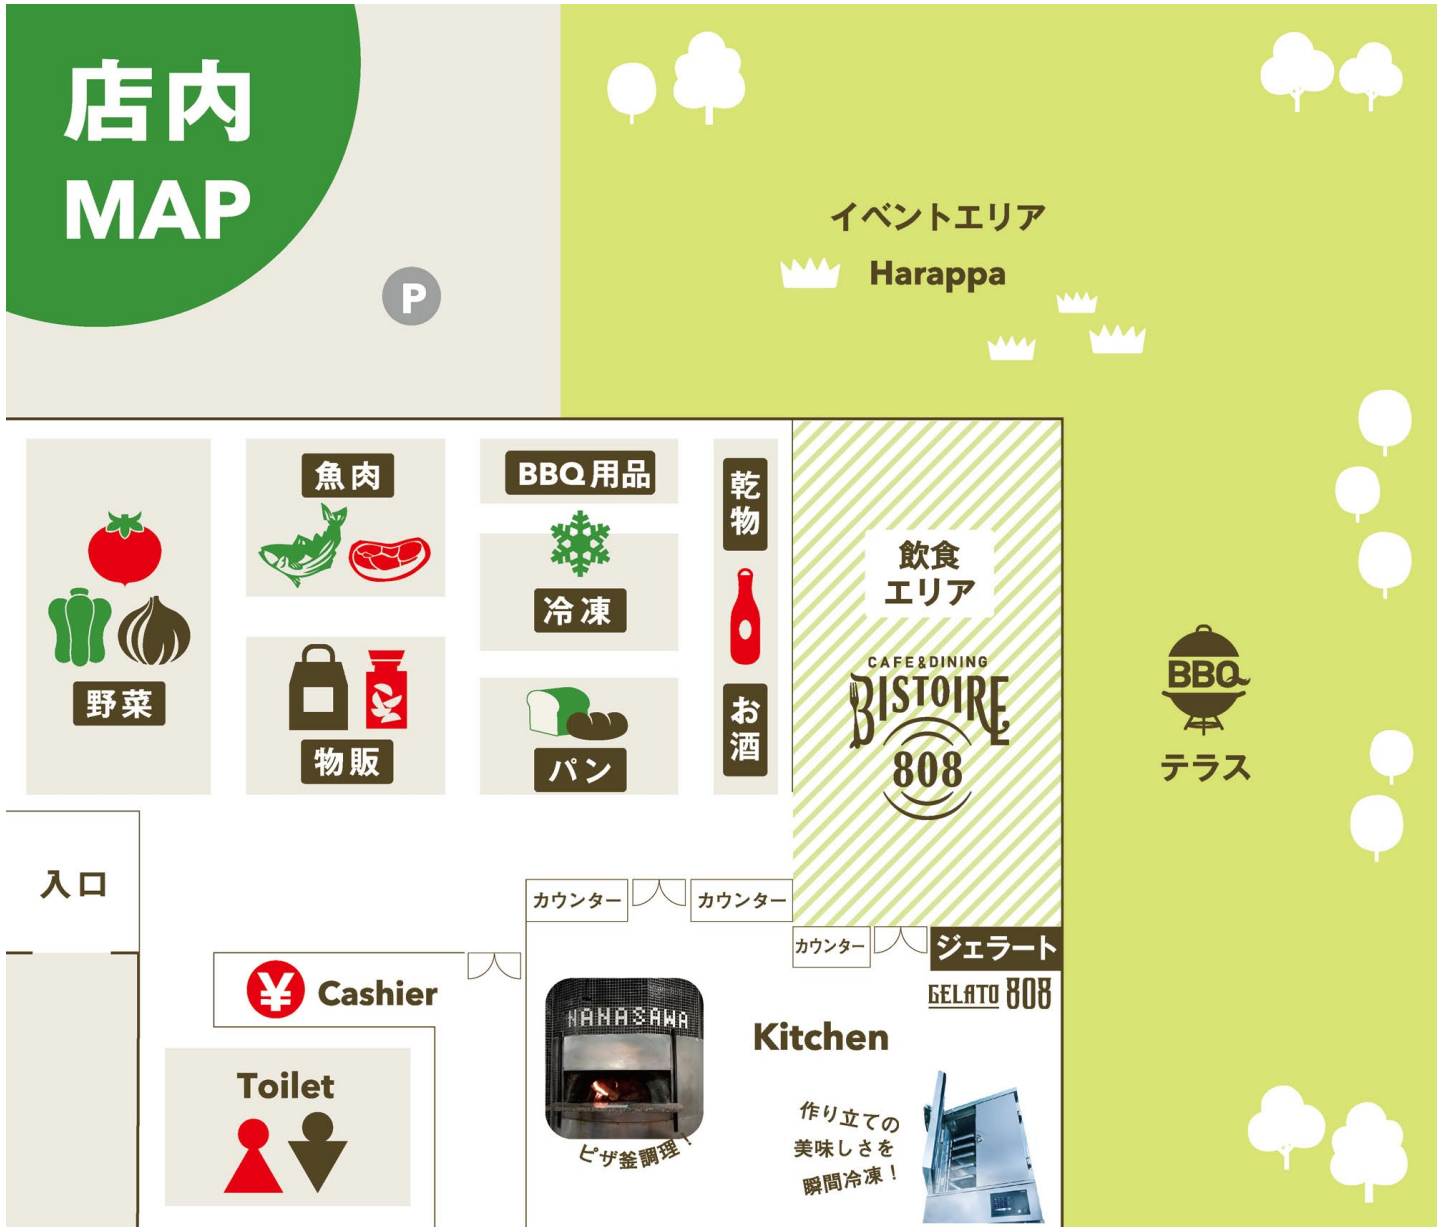 店内
MAP
P
イベントエリア
Harappa
魚肉
BBQ用品
乾物
冷凍
野菜
物販
パン
お酒
飲食
エリア
CAFE&DINING
BISTOIRE
808
BBQ
テラス
入口
カウンター
カウンター
カウンター
ジェラート
GELATO 808
¥ Cashier
NANASAWA
ピザ釜調理!
Kitchen
作り立ての
美味しさを
瞬間冷凍!
Toilet